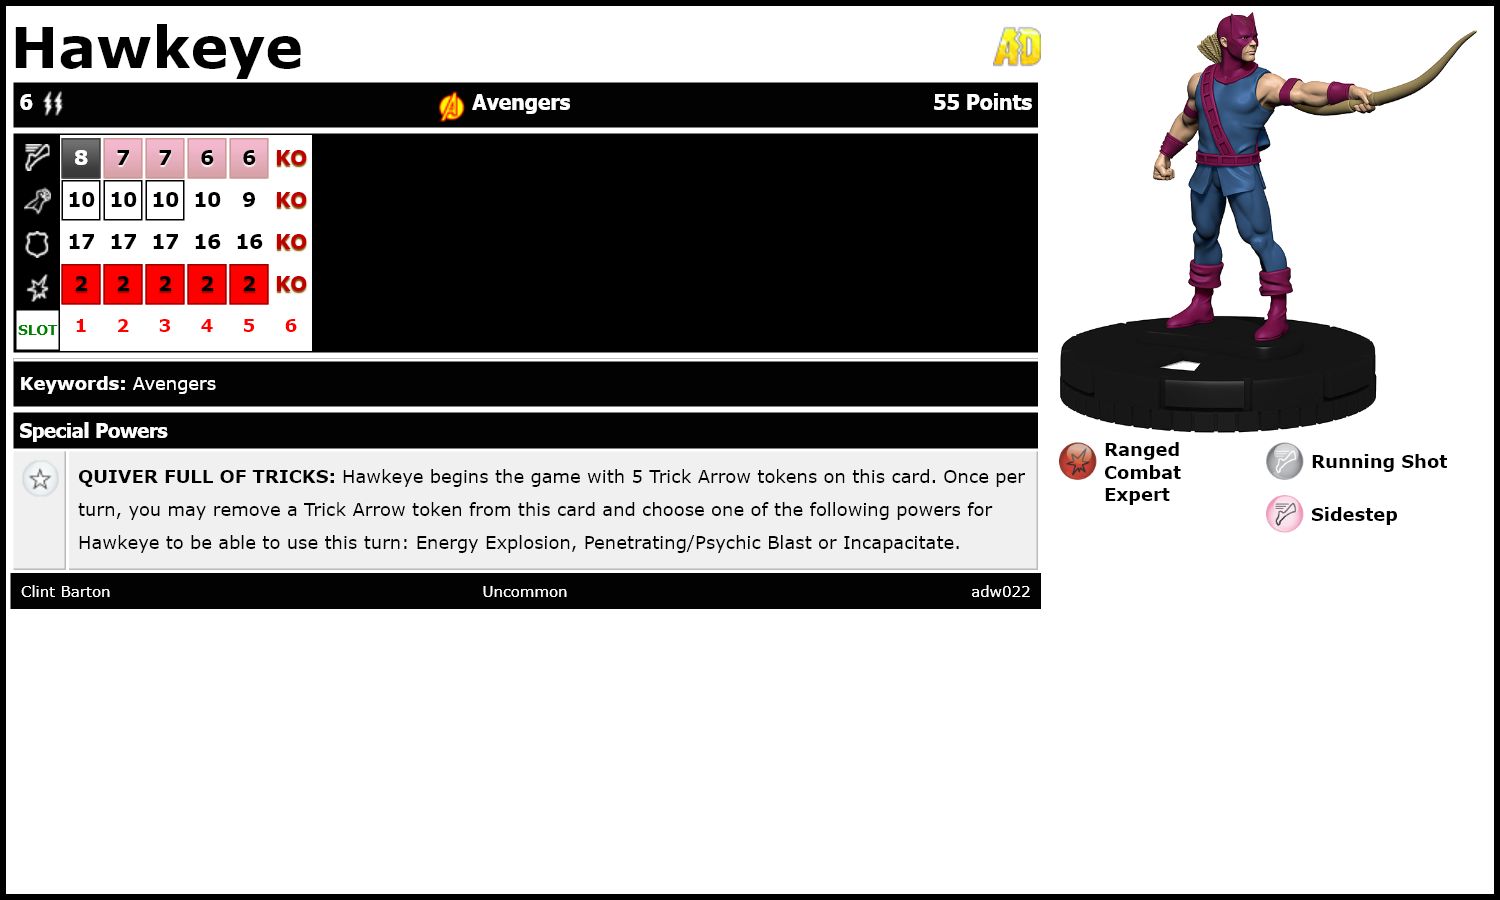 Hawkeye
AD
6 Avengers 55 Points
8 7 7 6 6 KO
10 10 10 10 9 KO
17 17 17 16 16 KO
2 2 2 2 2 KO
SLOT 1 2 3 4 5 6
Keywords: Avengers
Special Powers
QUIVER FULL OF TRICKS: Hawkeye begins the game with 5 Trick Arrow tokens on this card. Once per
turn, you may remove a Trick Arrow token from this card and choose one of the following powers for
Hawkeye to be able to use this turn: Energy Explosion, Penetrating/Psychic Blast or Incapacitate.
Clint Barton Uncommon adw022
Ranged
Combat
Expert
Running Shot
Sidestep